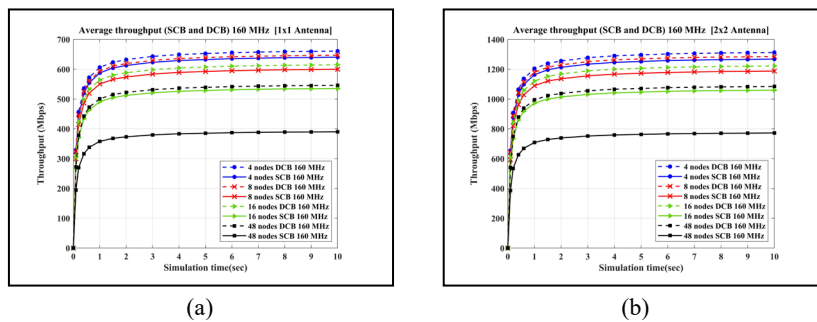 Average throughput (SCB and DCB) 160 MHz [1x1 Antenna]
700
600
500
400
300
200
100
0
Throughput (Mbps)
4 nodes DCB 160 MHz
4 nodes SCB 160 MHz
8 nodes DCB 160 MHz
8 nodes SCB 160 MHz
16 nodes DCB 160 MHz
16 nodes SCB 160 MHz
48 nodes DCB 160 MHz
48 nodes SCB 160 MHz
0 1 2 3 4 5 6 7 8 9 10
Simulation time(sec)
(a)
Average throughput (SCB and DCB) 160 MHz [2x2 Antenna]
1400
1200
1000
800
600
400
200
0
Throughput (Mbps)
4 nodes DCB 160 MHz
4 nodes SCB 160 MHz
8 nodes DCB 160 MHz
8 nodes SCB 160 MHz
16 nodes DCB 160 MHz
16 nodes SCB 160 MHz
48 nodes DCB 160 MHz
48 nodes SCB 160 MHz
0 1 2 3 4 5 6 7 8 9 10
Simulation time(sec)
(b)